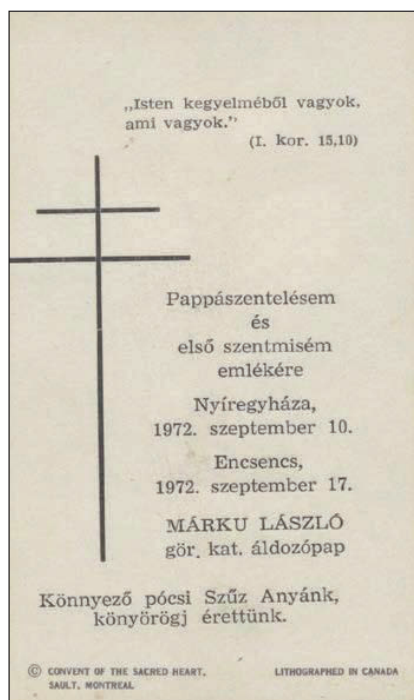 „Isten kegyelméből vagyok,
ami vagyok.”
(I. kor. 15,10)
Pappászentelésem
és
első szentmisém
emlékére
Nyíregyháza,
1972. szeptember 10.
Encsencs,
1972. szeptember 17.
MÁRKU LÁSZLÓ
gör. kat. áldozópap
Könnyező pócsi Szűz Anyánk,
könyörögj érettünk.
© CONVENT OF THE SACRED HEART,
SAULT, MONTREAL
LITHOGRAPHED IN CANADA